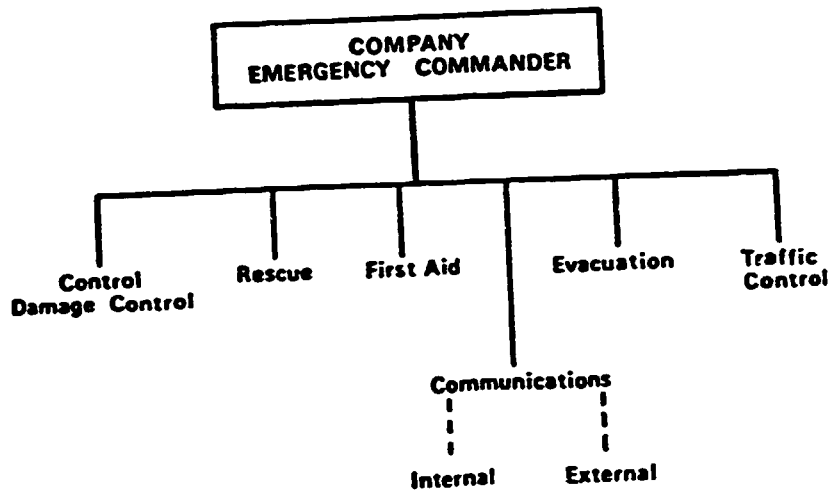 COMPANY
EMERGENCY COMMANDER
Control
Damage Control
Rescue
First Aid
Evacuation
Traffic
Control
Communications
Internal
External